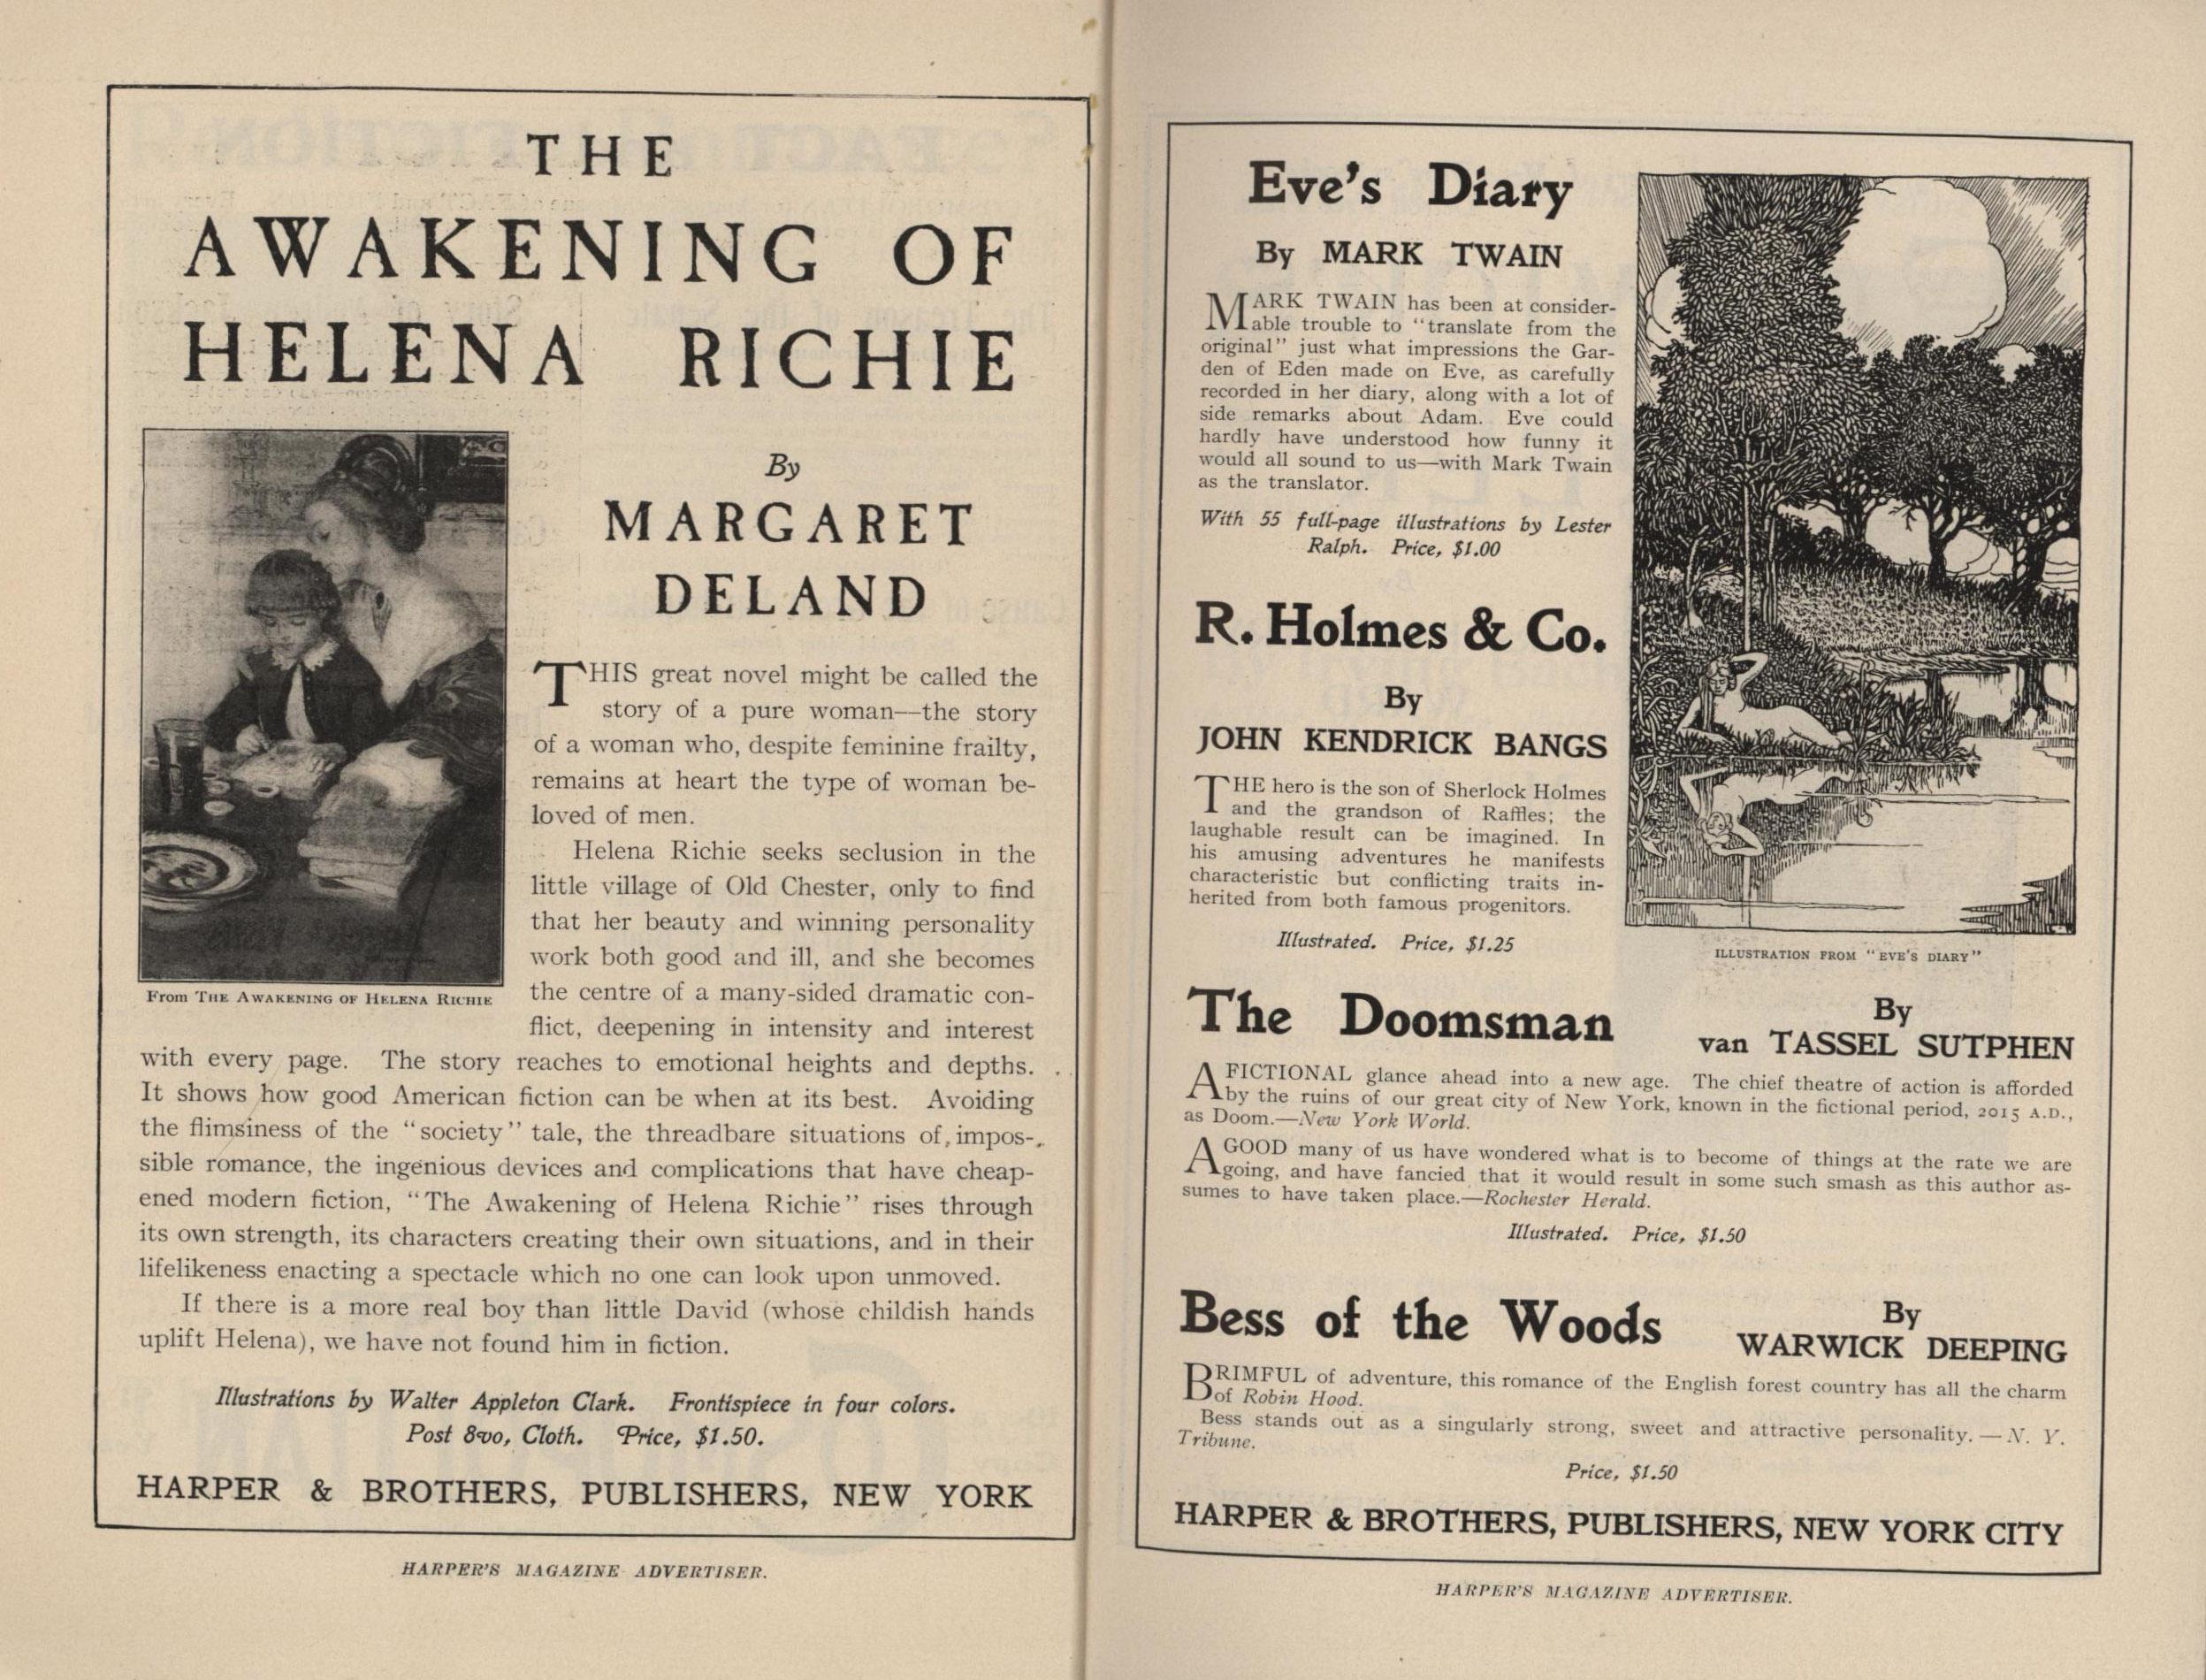 THE
AWAKENING OF
HELENA RICHIE
By
MARGARET
DELAND
THIS great novel might be called the
story of a pure woman—the story
of a woman who, despite feminine frailty,
remains at heart the type of woman be-
loved of men.
Helena Richie seeks seclusion in the
little village of Old Chester, only to find
that her beauty and winning personality
work both good and ill, and she becomes
the centre of a many-sided dramatic con-
flict, deepening in intensity and interest
From THE AWAKENING OF HELENA RICHIE
with every page. The story reaches to emotional heights and depths.
It shows how good American fiction can be when at its best. Avoiding
the flimsiness of the “society” tale, the threadbare situations of impos-
sible romance, the ingenious devices and complications that have cheap-
ened modern fiction, “The Awakening of Helena Richie” rises through
its own strength, its characters creating their own situations, and in their
lifelikeness enacting a spectacle which no one can look upon unmoved.
If there is a more real boy than little David (whose childish hands
uplift Helena), we have not found him in fiction.
Illustrations by Walter Appleton Clark. Frontispiece in four colors.
Post 8vo, Cloth. Price, $1.50.
HARPER & BROTHERS, PUBLISHERS, NEW YORK
HARPER'S MAGAZINE ADVERTISER.
Eve's Diary
By MARK TWAIN
MARK TWAIN has been at consider-
able trouble to “translate from the
original” just what impressions the Gar-
den of Eden made on Eve, as carefully
recorded in her diary, along with a lot of
side remarks about Adam. Eve could
hardly have understood how funny it
would all sound to us—with Mark Twain
as the translator.
With 55 full-page illustrations by Lester
Ralph. Price, $1.00
R. Holmes & Co.
By
JOHN KENDRICK BANGS
THE hero is the son of Sherlock Holmes
and the grandson of Raffles; the
laughable result can be imagined. In
his amusing adventures he manifests
characteristic but conflicting traits in-
herited from both famous progenitors.
Illustrated. Price, $1.25
ILLUSTRATION FROM “EVE'S DIARY”
The Doomsman
By
van TASSEL SUTPHEN
A FICTIONAL glance ahead into a new age. The chief theatre of action is afforded
by the ruins of our great city of New York, known in the fictional period, 2015 A.D.,
as Doom.—New York World.
A GOOD many of us have wondered what is to become of things at the rate we are
going, and have fancied that it would result in some such smash as this author as-
sumes to have taken place.—Rochester Herald.
Illustrated. Price, $1.50
Bess of the Woods
By
WARWICK DEEPING
BRIMFUL of adventure, this romance of the English forest country has all the charm
of Robin Hood.
Bess stands out as a singularly strong, sweet and attractive personality.—N. Y.
Tribune.
Price, $1.50
HARPER & BROTHERS, PUBLISHERS, NEW YORK CITY
HARPER'S MAGAZINE ADVERTISER.